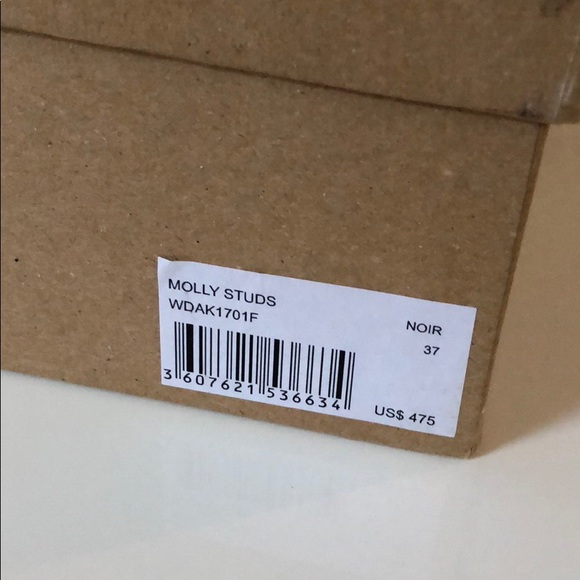 MOLLY STUDS
WDAK1701F
NOIR
37
3 607621 536634
US$ 475